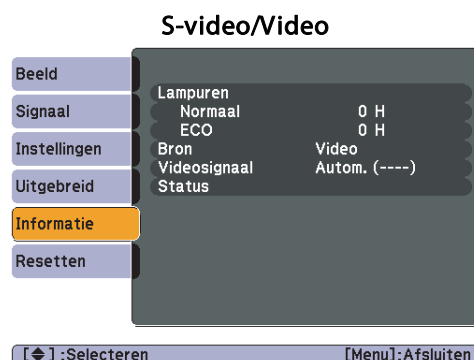 S-video/Video
Beeld
Signaal
Instellingen
Uitgebreid
Informatie
Resetten
Lampuren
Normaal 0 H
ECO 0 H
Bron Video
Videosignaal Autom. (----)
Status
[◆] :Selecteren [Menu]:Afsluiten